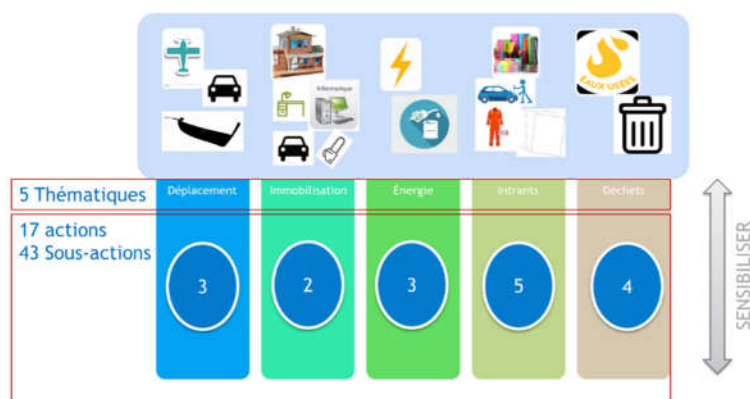 Informatique
EAUX USÉES
5 Thématiques
Déplacement
Immobilisation
Énergie
Intrants
Déchets
17 actions
43 Sous-actions
3
2
3
5
4
SENSIBILISER